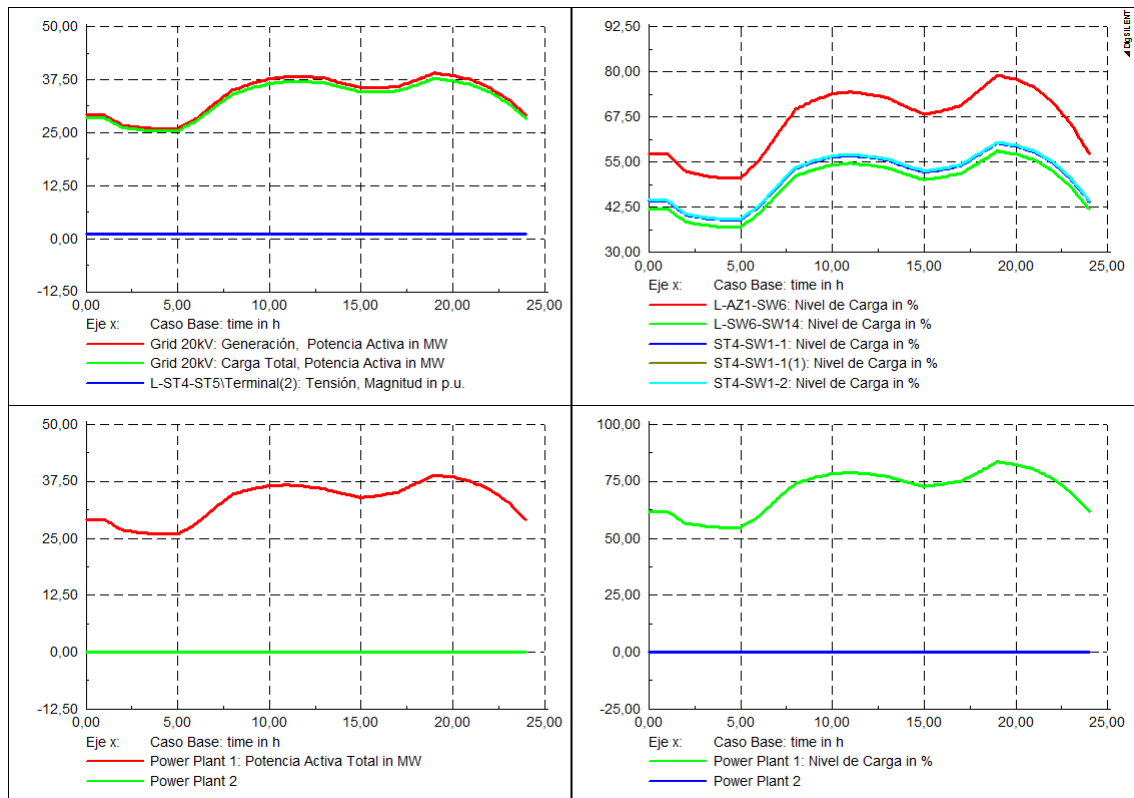 50,00
37,50
25,00
12,50
0,00
-12,50
0,00 5,00 10,00 15,00 20,00 25,00
Eje x: Caso Base: time in h
Grid 20kV: Generación, Potencia Activa in MW
Grid 20kV: Carga Total, Potencia Activa in MW
L-ST4-ST5\Terminal(2): Tensión, Magnitud in p.u.
DIgSILENT
92,50
80,00
67,50
55,00
42,50
30,00
0,00 5,00 10,00 15,00 20,00 25,00
Eje x: Caso Base: time in h
L-AZ1-SW6: Nivel de Carga in %
L-SW6-SW14: Nivel de Carga in %
ST4-SW1-1: Nivel de Carga in %
ST4-SW1-1(1): Nivel de Carga in %
ST4-SW1-2: Nivel de Carga in %
50,00
37,50
25,00
12,50
0,00
-12,50
0,00 5,00 10,00 15,00 20,00 25,00
Eje x: Caso Base: time in h
Power Plant 1: Potencia Activa Total in MW
Power Plant 2
100,00
75,00
50,00
25,00
0,00
-25,00
0,00 5,00 10,00 15,00 20,00 25,00
Eje x: Caso Base: time in h
Power Plant 1: Nivel de Carga in %
Power Plant 2